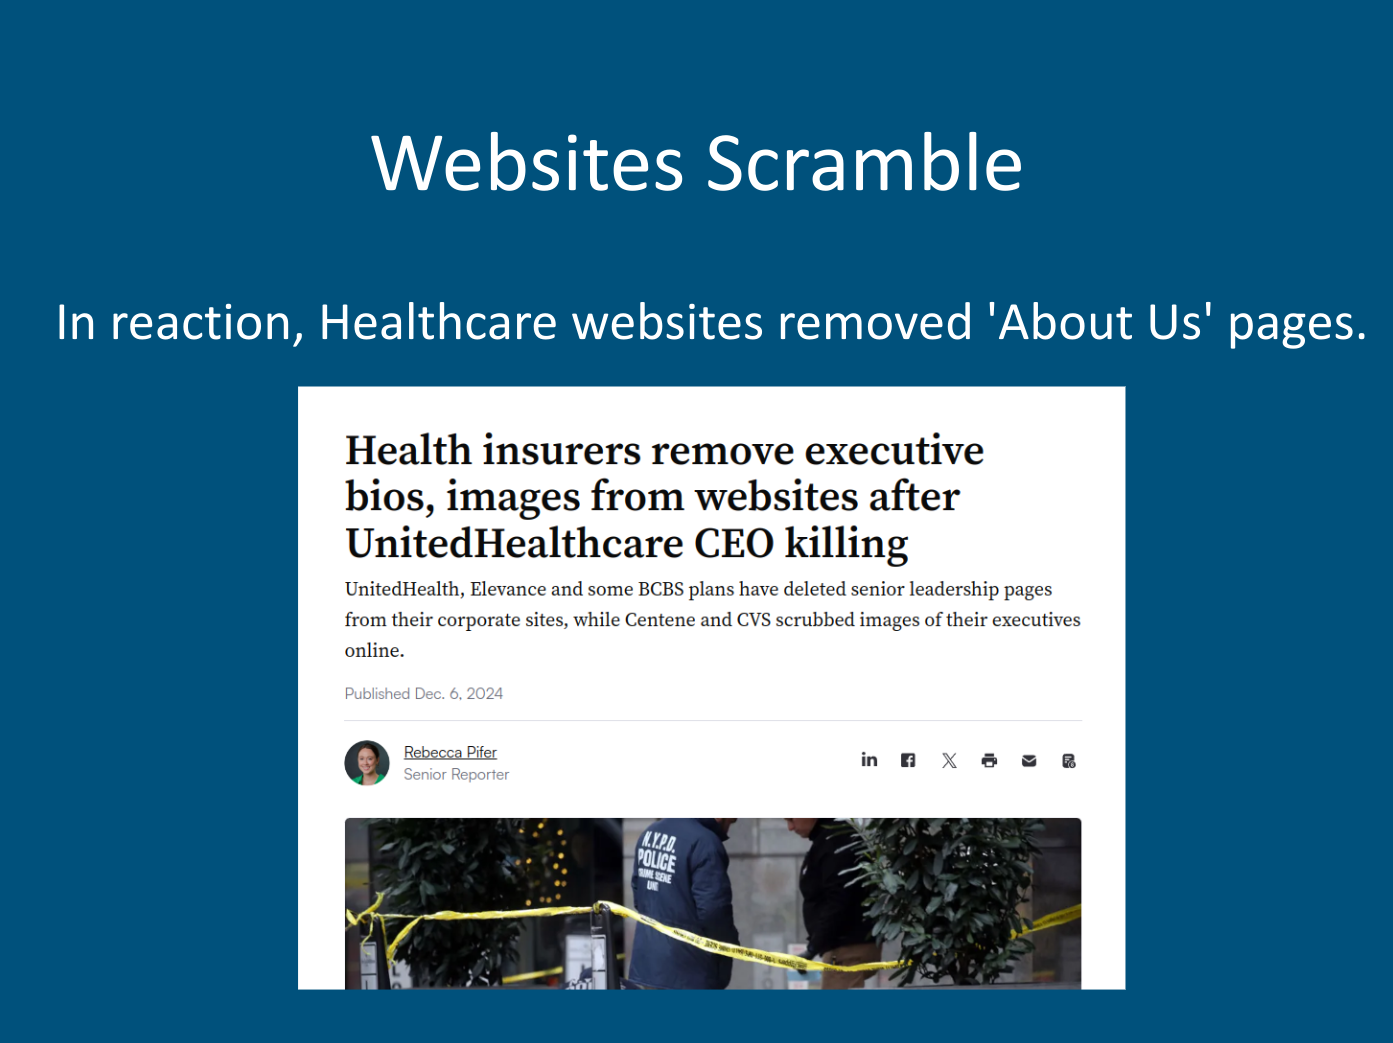 Websites Scramble
In reaction, Healthcare websites removed 'About Us' pages.
Health insurers remove executive
bios, images from websites after
UnitedHealthcare CEO killing
UnitedHealth, Elevance and some BCBS plans have deleted senior leadership pages
from their corporate sites, while Centene and CVS scrubbed images of their executives
online.
Published Dec. 6, 2024
Rebecca Pifer
Senior Reporter
N.Y.P.D.
POLICE
CRIME SCENE
UNIT